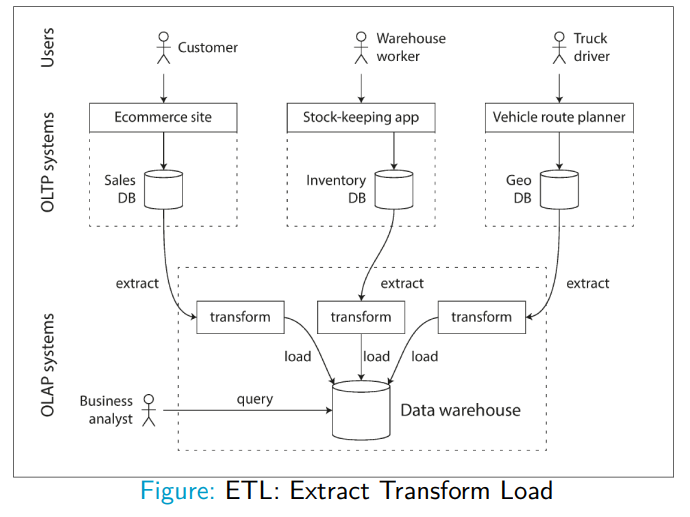 Users
Customer
Warehouse
worker
Truck
driver
OLTP systems
Ecommerce site
Stock-keeping app
Vehicle route planner
Sales
DB
Inventory
DB
Geo
DB
extract
extract
extract
OLAP systems
transform
transform
transform
load
load
load
Business
analyst
query
Data warehouse
Figure: ETL: Extract Transform Load